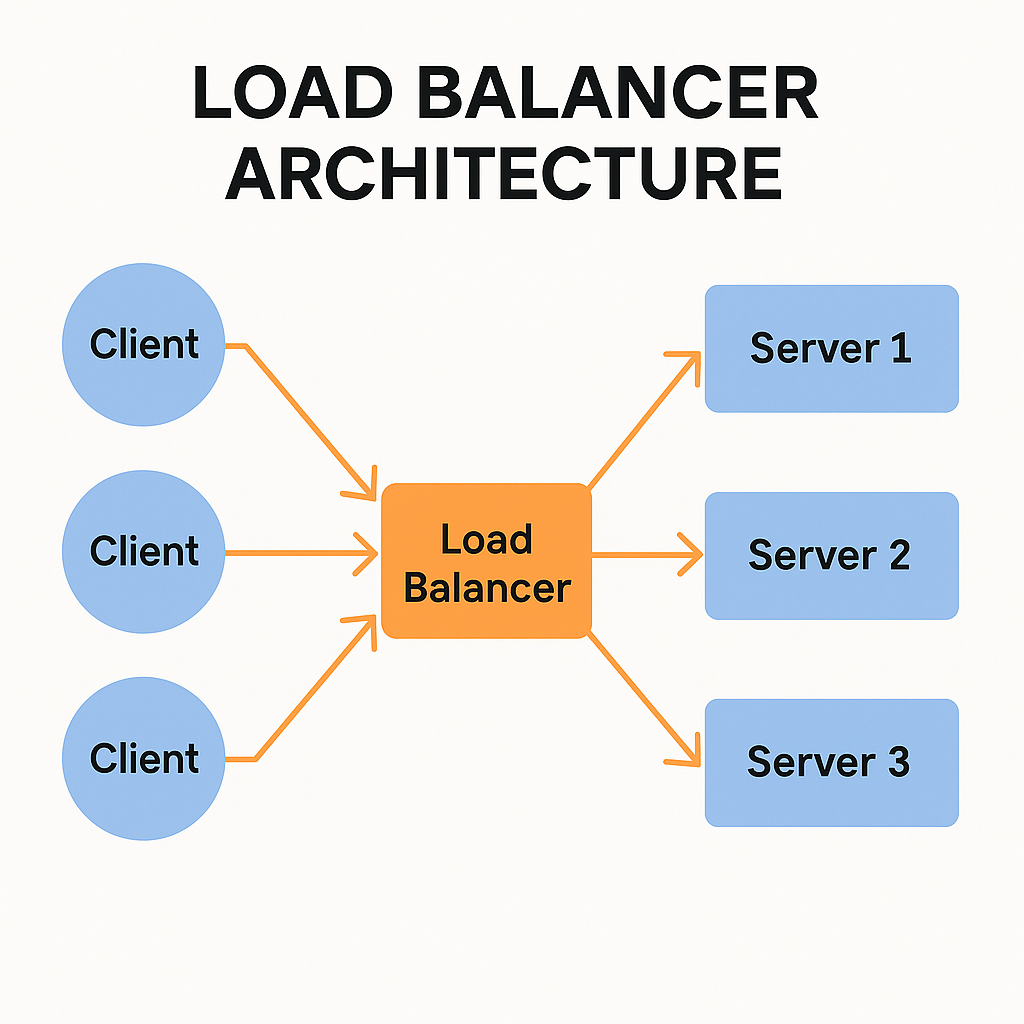 LOAD BALANCER
ARCHITECTURE
Client
Client
Client
Load
Balancer
Server 1
Server 2
Server 3